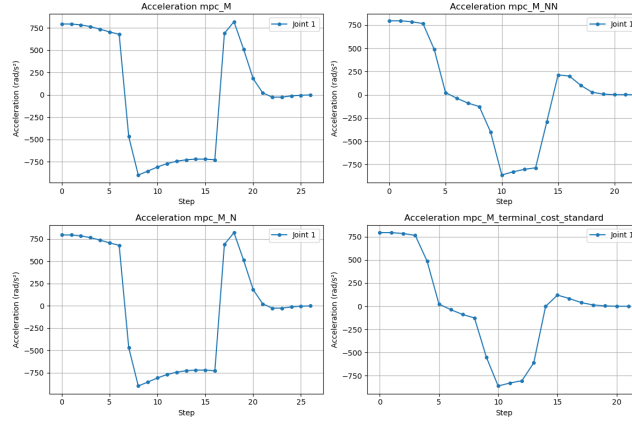 Acceleration mpc_M
Acceleration (rad/s²)
750
500
250
0
-250
-500
-750
0 5 10 15 20 25
Step
Joint 1
Acceleration mpc_M_NN
Acceleration (rad/s²)
750
500
250
0
-250
-500
-750
0 5 10 15 20
Step
Joint 1
Acceleration mpc_M_N
Acceleration (rad/s²)
750
500
250
0
-250
-500
-750
0 5 10 15 20 25
Step
Joint 1
Acceleration mpc_M_terminal_cost_standard
Acceleration (rad/s²)
750
500
250
0
-250
-500
-750
0 5 10 15 20
Step
Joint 1